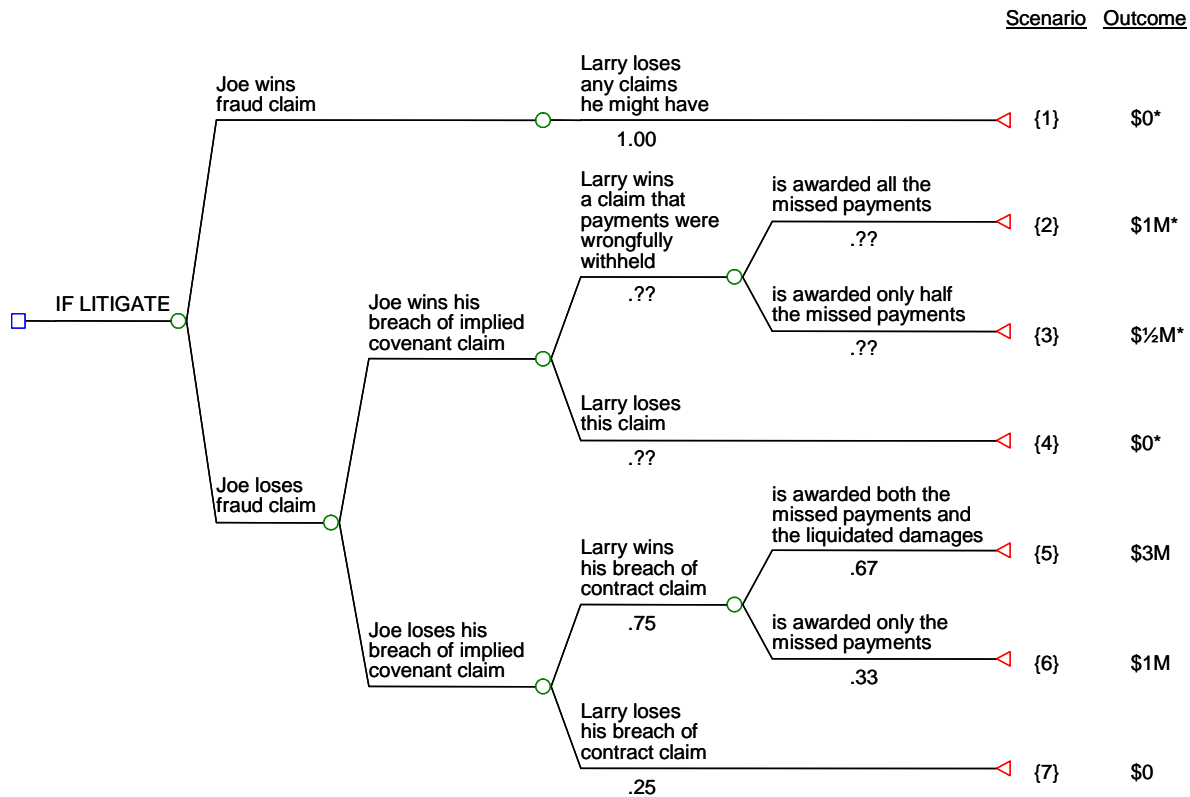 Scenario Outcome
Joe wins
fraud claim
Larry loses
any claims
he might have
1.00
{1} $0*
Larry wins
a claim that
payments were
wrongfully
withheld
.??
is awarded all the
missed payments
.??
{2} $1M*
IF LITIGATE
Joe wins his
breach of implied
covenant claim
is awarded only half
the missed payments
.??
{3} $½M*
Larry loses
this claim
.??
{4} $0*
Joe loses
fraud claim
is awarded both the
missed payments and
the liquidated damages
.67
{5} $3M
Larry wins
his breach of
contract claim
.75
Joe loses his
breach of implied
covenant claim
is awarded only the
missed payments
.33
{6} $1M
Larry loses
his breach of
contract claim
.25
{7} $0